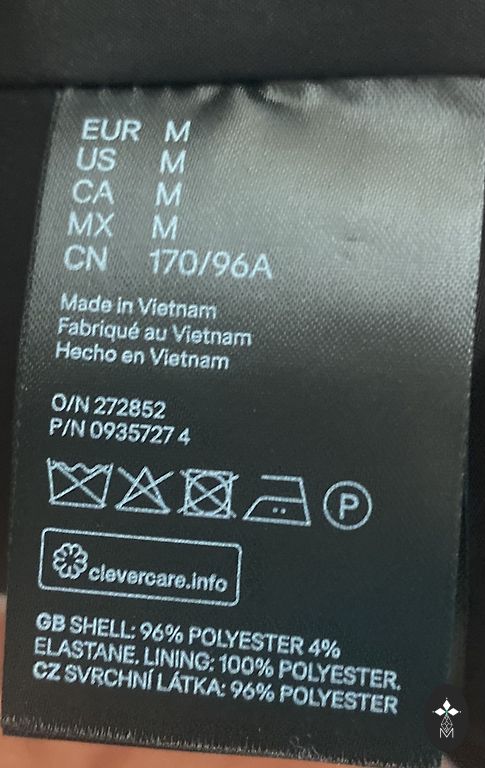 EUR M
US M
CA M
MX M
CN 170/96A
Made in Vietnam
Fabriqué au Vietnam
Hecho en Vietnam
O/N 272852
P/N 0935727 4
P
clevercare.info
GB SHELL: 96% POLYESTER 4%
ELASTANE. LINING: 100% POLYESTER.
CZ SVRCHNÍ LÁTKA: 96% POLYESTER
M